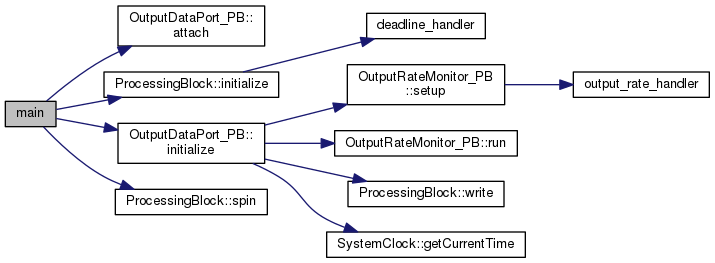 main
OutputDataPort_PB::
attach
ProcessingBlock::initialize
deadline_handler
OutputDataPort_PB::
initialize
OutputRateMonitor_PB
::setup
output_rate_handler
OutputRateMonitor_PB::run
ProcessingBlock::write
SystemClock::getCurrentTime
ProcessingBlock::spin